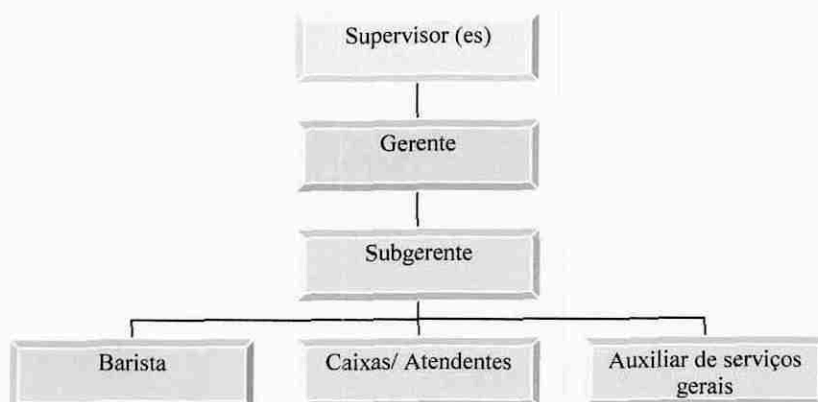 Supervisor (es)
Gerente
Subgerente
Barista
Caixas/ Atendentes
Auxiliar de serviços
gerais